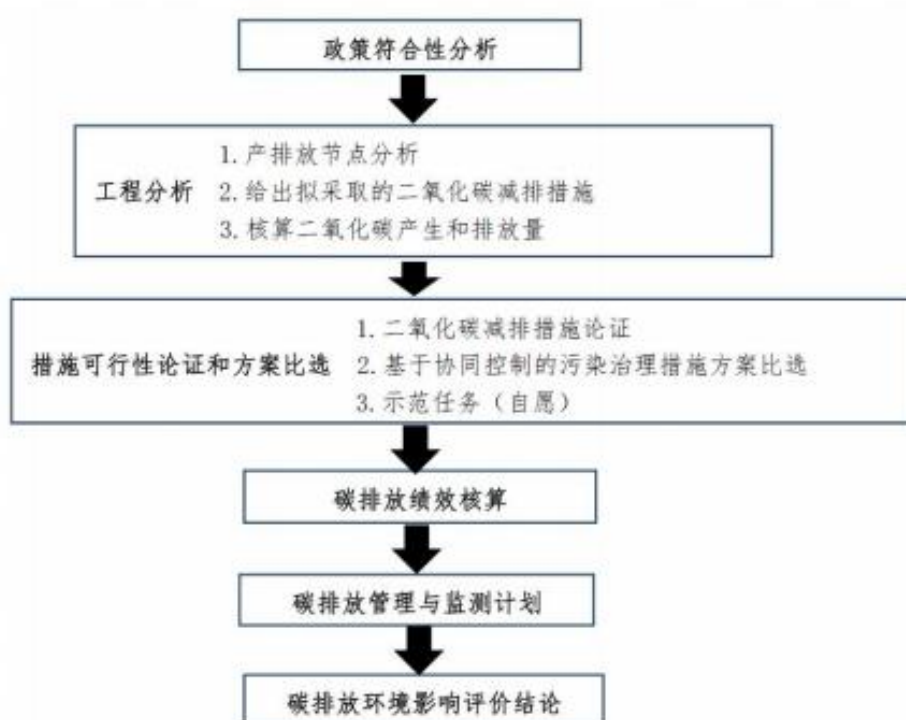 政策符合性分析
1. 产排放节点分析
工程分析 2. 给出拟采取的二氧化碳减排措施
3. 核算二氧化碳产生和排放量
1. 二氧化碳减排措施论证
措施可行性论证和方案比选 2. 基于协同控制的污染治理措施方案比选
3. 示范任务（自愿）
碳排放绩效核算
碳排放管理与监测计划
碳排放环境影响评价结论